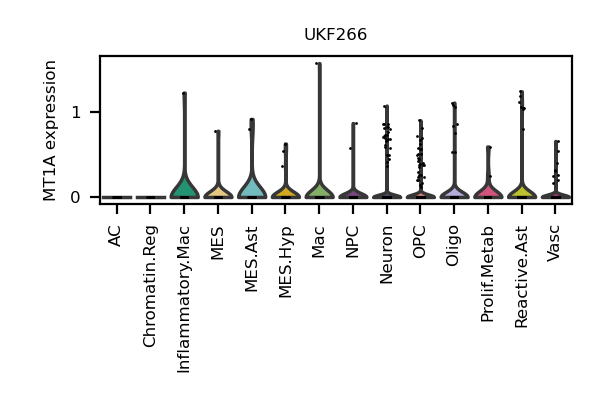 UKF266
MT1A expression
1
0
AC
Chromatin.Reg
Inflammatory.Mac
MES
MES.Ast
MES.Hyp
Mac
NPC
Neuron
OPC
Oligo
Prolif.Metab
Reactive.Ast
Vasc